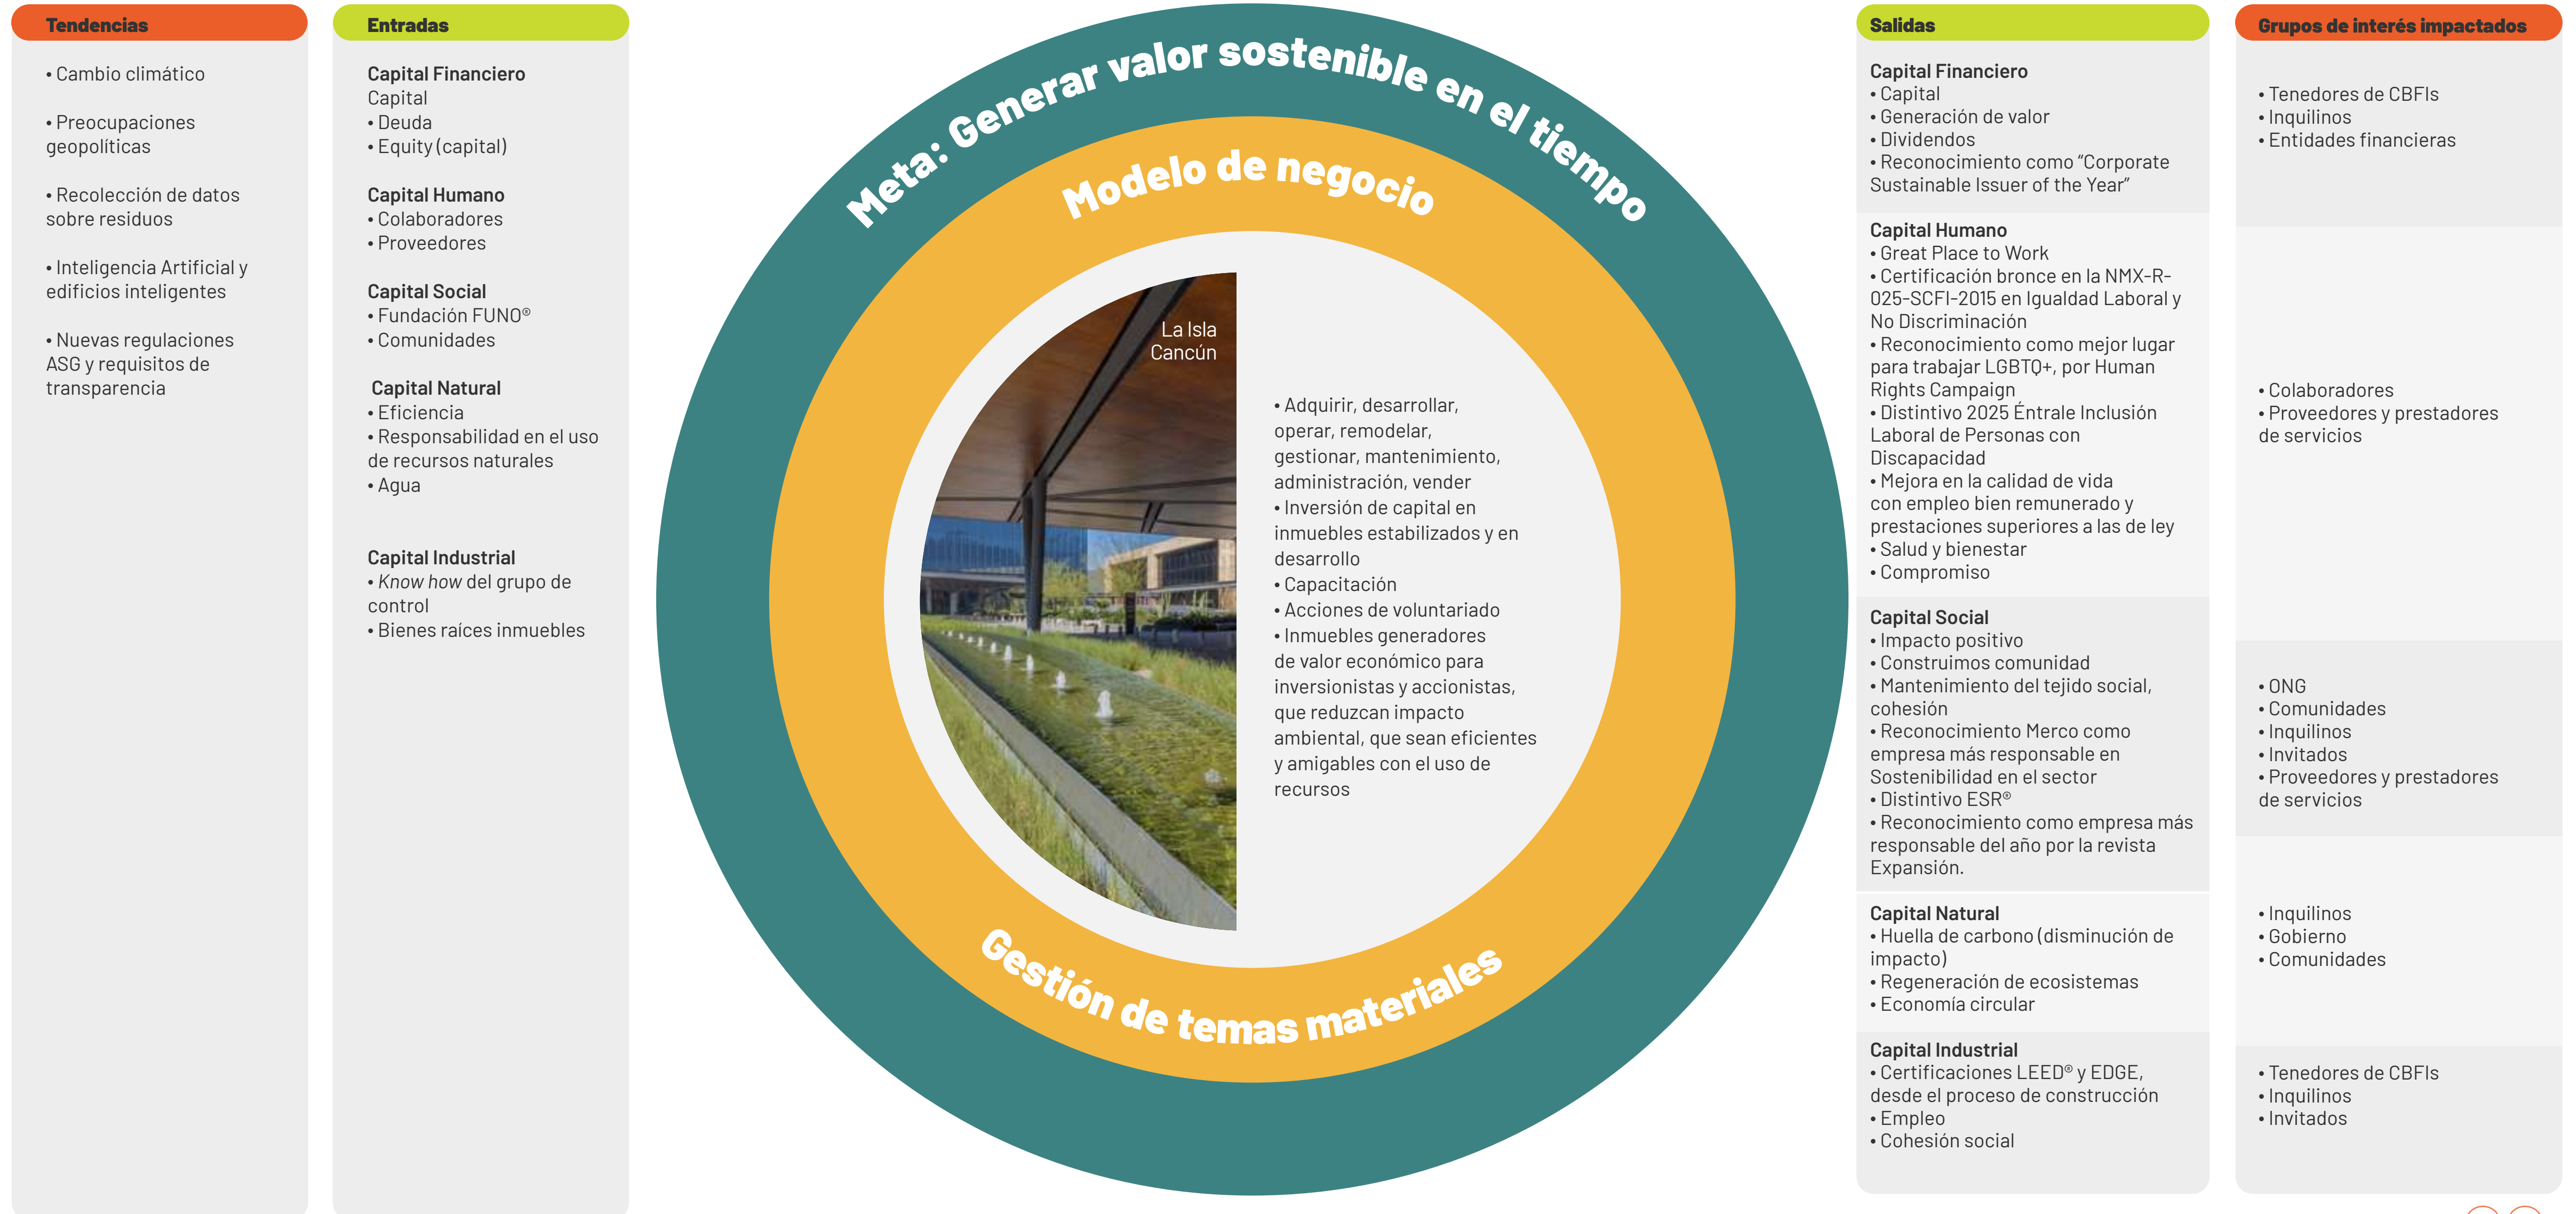 Tendencias
• Cambio climático
• Preocupaciones
geopolíticas
• Recolección de datos
sobre residuos
• Inteligencia Artificial y
edificios inteligentes
• Nuevas regulaciones
ASG y requisitos de
transparencia
Entradas
Capital Financiero
Capital
• Deuda
• Equity (capital)
Capital Humano
• Colaboradores
• Proveedores
Capital Social
• Fundación FUNO®
• Comunidades
Capital Natural
• Eficiencia
• Responsabilidad en el uso
de recursos naturales
• Agua
Capital Industrial
• Know how del grupo de
control
• Bienes raíces inmuebles
Meta: Generar valor sostenible en el tiempo
Modelo de negocio
La Isla
Cancún
• Adquirir, desarrollar,
operar, remodelar,
gestionar, mantenimiento,
administración, vender
• Inversión de capital en
inmuebles estabilizados y en
desarrollo
• Capacitación
• Acciones de voluntariado
• Inmuebles generadores
de valor económico para
inversionistas y accionistas,
que reduzcan impacto
ambiental, que sean eficientes
y amigables con el uso de
recursos
Gestión de temas materiales
Salidas
Capital Financiero
• Capital
• Generación de valor
• Dividendos
• Reconocimiento como “Corporate
Sustainable Issuer of the Year”
Capital Humano
• Great Place to Work
• Certificación bronce en la NMX-R-
025-SCFI-2015 en Igualdad Laboral y
No Discriminación
• Reconocimiento como mejor lugar
para trabajar LGBTQ+, por Human
Rights Campaign
• Distintivo 2025 Éntrale Inclusión
Laboral de Personas con
Discapacidad
• Mejora en la calidad de vida
con empleo bien remunerado y
prestaciones superiores a las de ley
• Salud y bienestar
• Compromiso
Capital Social
• Impacto positivo
• Construimos comunidad
• Mantenimiento del tejido social,
cohesión
• Reconocimiento Merco como
empresa más responsable en
Sostenibilidad en el sector
• Distintivo ESR®
• Reconocimiento como empresa más
responsable del año por la revista
Expansión.
Capital Natural
• Huella de carbono (disminución de
impacto)
• Regeneración de ecosistemas
• Economía circular
Capital Industrial
• Certificaciones LEED® y EDGE,
desde el proceso de construcción
• Empleo
• Cohesión social
Grupos de interés impactados
• Tenedores de CBFIs
• Inquilinos
• Entidades financieras
• Colaboradores
• Proveedores y prestadores
de servicios
• ONG
• Comunidades
• Inquilinos
• Invitados
• Proveedores y prestadores
de servicios
• Inquilinos
• Gobierno
• Comunidades
• Tenedores de CBFIs
• Inquilinos
• Invitados